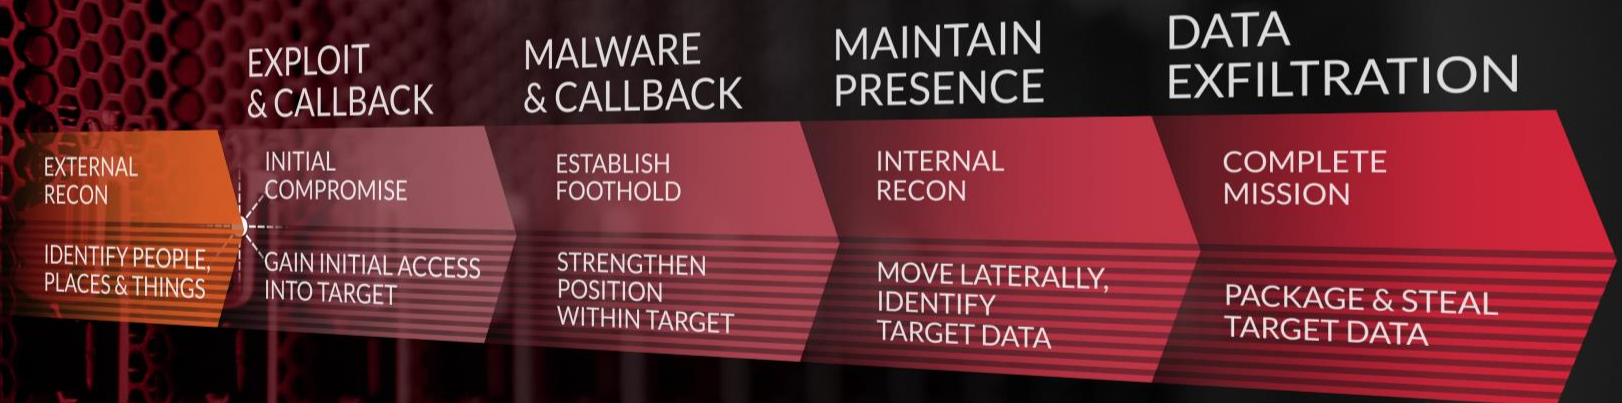 EXTERNAL
RECON
IDENTIFY PEOPLE,
PLACES & THINGS
EXPLOIT
& CALLBACK
INITIAL
COMPROMISE
GAIN INITIAL ACCESS
INTO TARGET
MALWARE
& CALLBACK
ESTABLISH
FOOTHOLD
STRENGTHEN
POSITION
WITHIN TARGET
MAINTAIN
PRESENCE
INTERNAL
RECON
MOVE LATERALLY,
IDENTIFY
TARGET DATA
DATA
EXFILTRATION
COMPLETE
MISSION
PACKAGE & STEAL
TARGET DATA